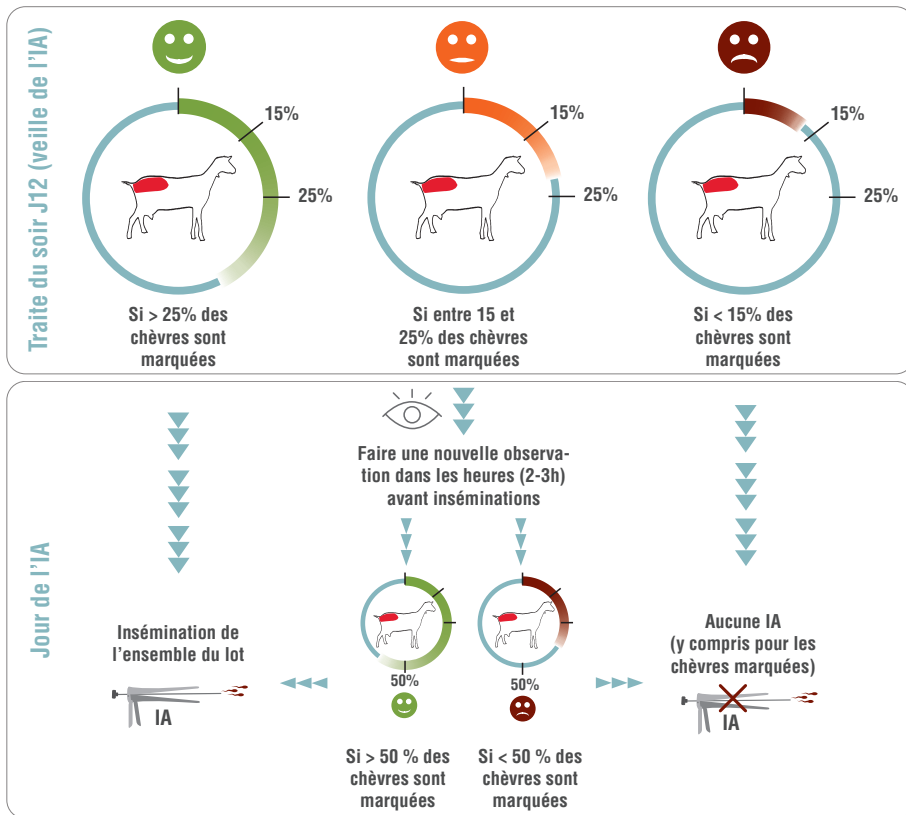 Traite du soir J12 (veille de l'IA)
15%
25%
Si > 25% des
chèvres sont
marquées
15%
25%
Si entre 15 et
25% des chèvres
sont marquées
15%
25%
Si < 15% des
chèvres sont
marquées
Jour de l'IA
Faire une nouvelle observa-
tion dans les heures (2-3h)
avant inséminations
Insémination de
l'ensemble du lot
IA
50%
Si > 50 % des
chèvres sont
marquées
50%
Si < 50 % des
chèvres sont
marquées
Aucune IA
(y compris pour les
chèvres marquées)
IA